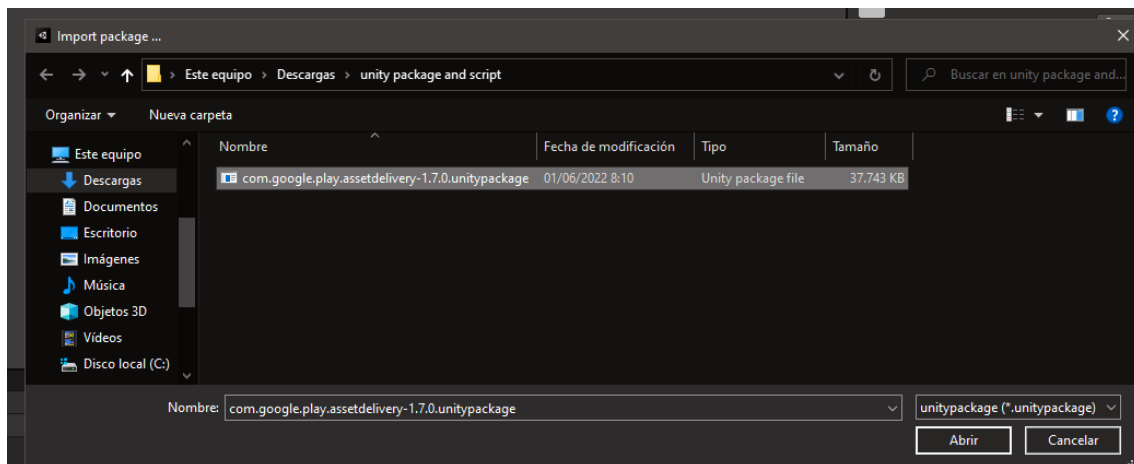 Import package ...
Este equipo > Descargas > unity package and script
Buscar en unity package and...
Organizar
Nueva carpeta
Nombre Fecha de modificación Tipo Tamaño
com.google.play.assetdelivery-1.7.0.unitypackage 01/06/2022 8:10 Unity package file 37.743 KB
Este equipo
Descargas
Documentos
Escritorio
Imágenes
Música
Objetos 3D
Vídeos
Disco local (C:)
Nombre: com.google.play.assetdelivery-1.7.0.unitypackage
unitypackage (*.unitypackage)
Abrir Cancelar